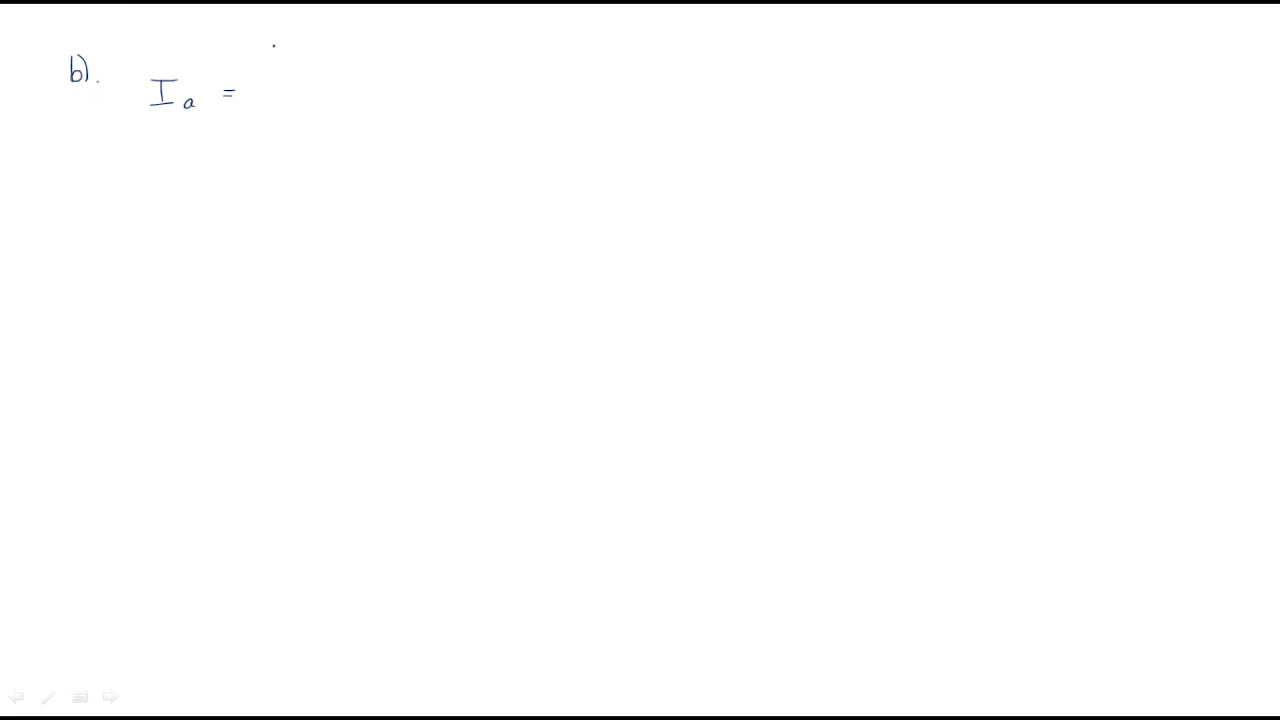 b). I_a =